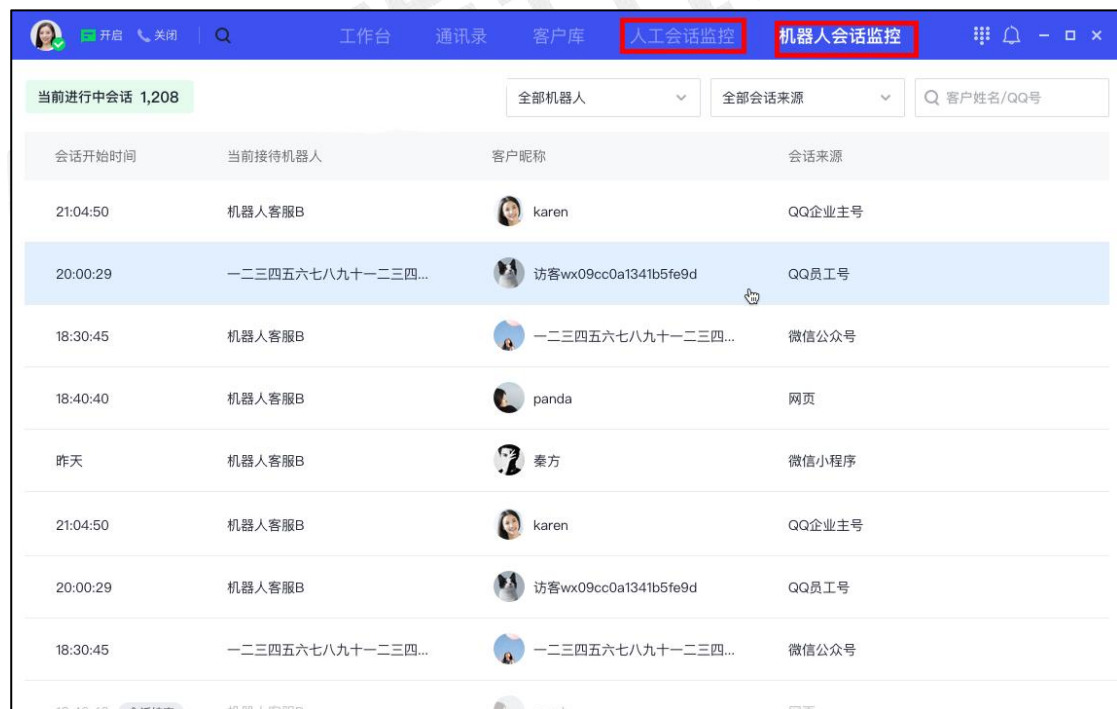 开启 关闭 工作台 通讯录 客户库 人工会话监控 机器人会话监控
当前进行中会话 1,208 全部机器人 全部会话来源 客户姓名/QQ号
会话开始时间 当前接待机器人 客户昵称 会话来源
21:04:50 机器人客服B karen QQ企业主号
20:00:29 一二三四五六七八九十一二三四... 访客wx09cc0a1341b5fe9d QQ员工号
18:30:45 机器人客服B 一二三四五六七八九十一二三四... 微信公众号
18:40:40 机器人客服B panda 网页
昨天 机器人客服B 秦方 微信小程序
21:04:50 机器人客服B karen QQ企业主号
20:00:29 机器人客服B 访客wx09cc0a1341b5fe9d QQ员工号
18:30:45 一二三四五六七八九十一二三四... 一二三四五六七八九十一二三四... 微信公众号